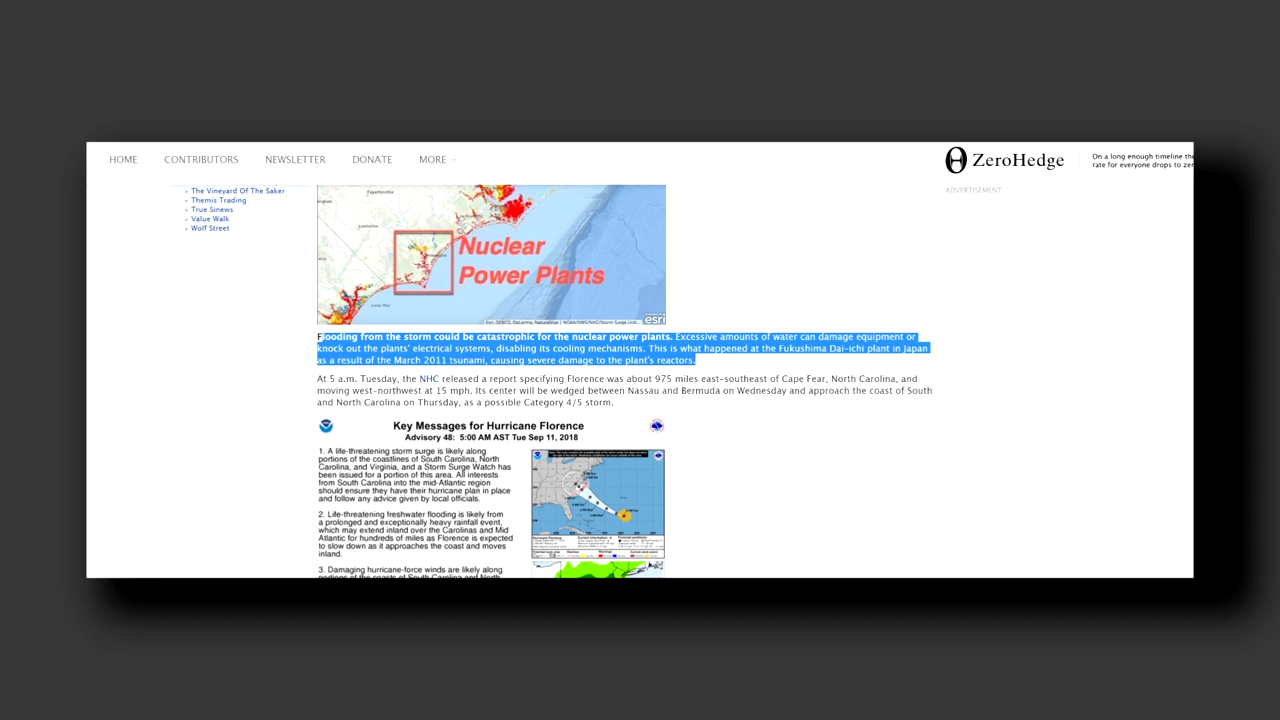 HOME CONTRIBUTORS NEWSLETTER DONATE MORE
ZeroHedge
On a long enough timeline the
rate for everyone drops to zer
ADVERTISEMENT
The Vineyard Of The Saker
Themis Trading
True Sinews
Value Walk
Wolf Street
Fayetteville
Nuclear
Power Plants
esri
Flooding from the storm could be catastrophic for the nuclear power plants. Excessive amounts of water can damage equipment or
knock out the plants' electrical systems, disabling its cooling mechanisms. This is what happened at the Fukushima Dai-ichi plant in Japan
as a result of the March 2011 tsunami, causing severe damage to the plant's reactors.
At 5 a.m. Tuesday, the NHC released a report specifying Florence was about 975 miles east-southeast of Cape Fear, North Carolina, and
moving west-northwest at 15 mph. Its center will be wedged between Nassau and Bermuda on Wednesday and approach the coast of South
and North Carolina on Thursday, as a possible Category 4/5 storm.
Key Messages for Hurricane Florence
Advisory 48: 5:00 AM AST Tue Sep 11, 2018
1. A life-threatening storm surge is likely along
portions of the coastlines of South Carolina, North
Carolina, and Virginia, and a Storm Surge Watch has
been issued for a portion of this area. All interests
from South Carolina into the mid-Atlantic region
should ensure they have their hurricane plan in place
and follow any advice given by local officials.
2. Life-threatening freshwater flooding is likely from
a prolonged and exceptionally heavy rainfall event,
which may extend inland over the Carolinas and Mid
Atlantic for hundreds of miles as Florence is expected
to slow down as it approaches the coast and moves
inland.
3. Damaging hurricane-force winds are likely along
portions of the coasts of South Carolina and North